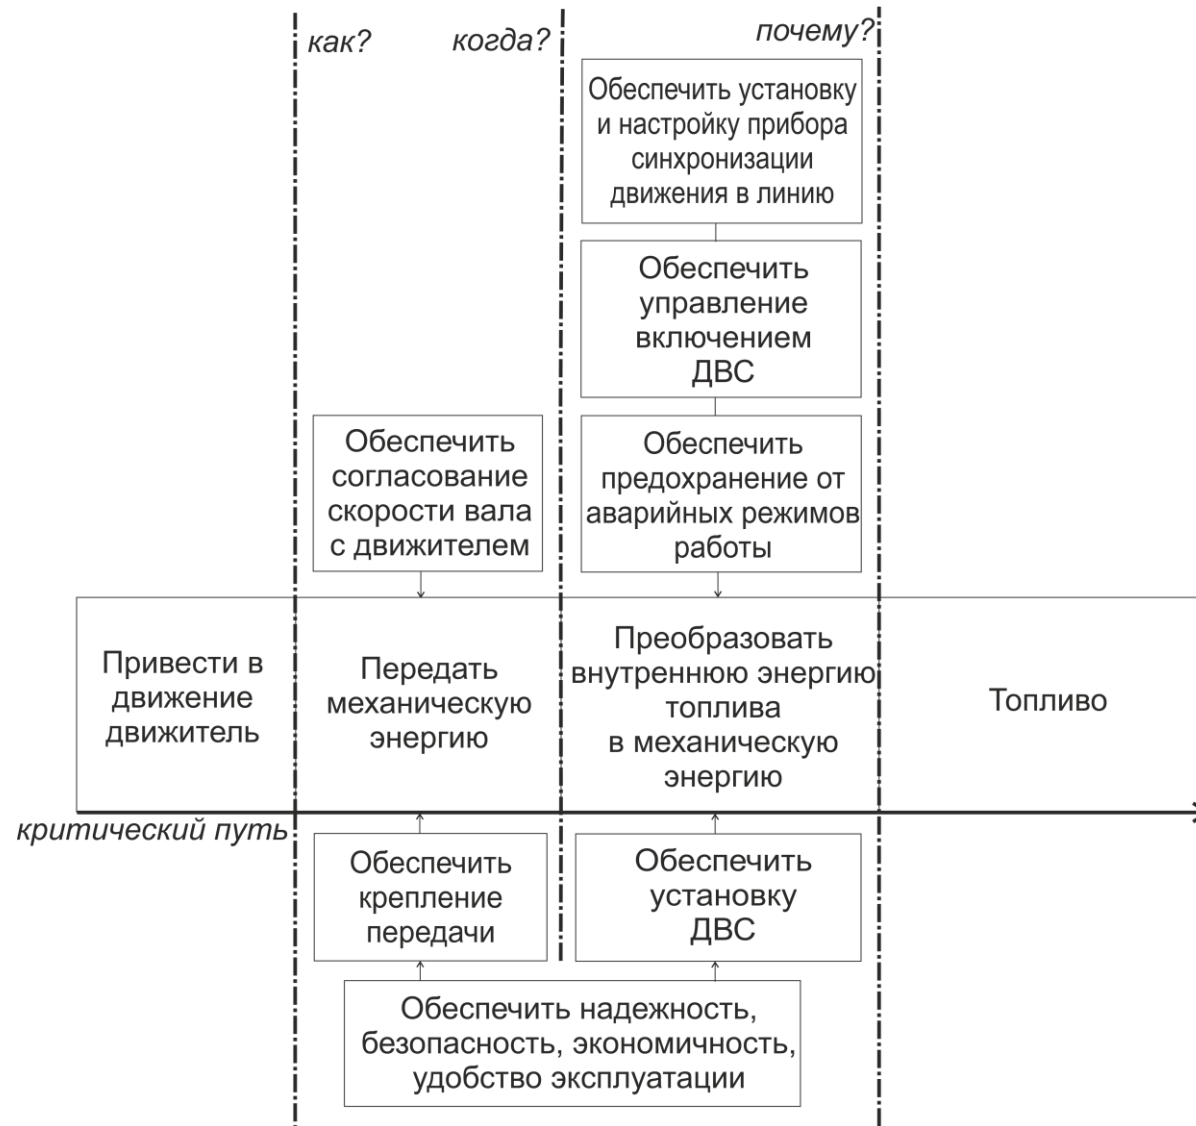 как?
когда?
почему?
Обеспечить установку
и настройку прибора
синхронизации
движения в линию
Обеспечить
управление
включением
ДВС
Обеспечить
согласование
скорости вала
с движителем
Обеспечить
предохранение от
аварийных режимов
работы
Привести в
движение
движитель
Передать
механическую
энергию
Преобразовать
внутреннюю энергию
топлива
в механическую
энергию
Топливо
критический путь
Обеспечить
крепление
передачи
Обеспечить
установку
ДВС
Обеспечить надежность,
безопасность, экономичность,
удобство эксплуатации